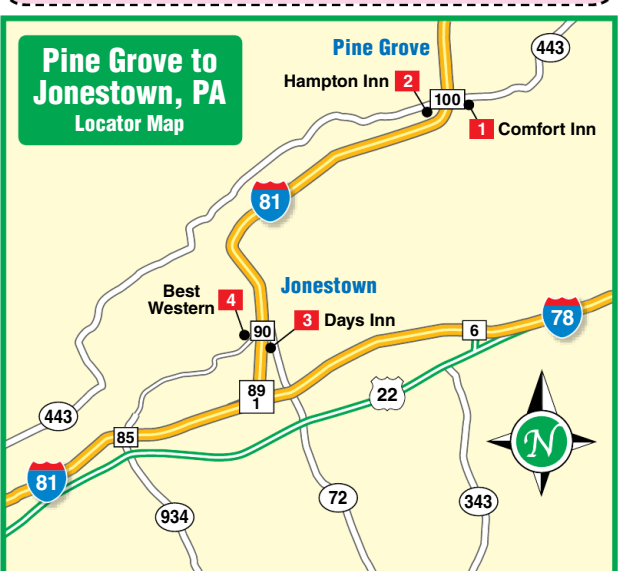 Pine Grove to
Jonestown, PA
Locator Map
Pine Grove
443
Hampton Inn 2
100
1 Comfort Inn
81
Jonestown
Best
Western 4
3 Days Inn
90
78
6
89
1
22
443
85
N
81
934
72
343